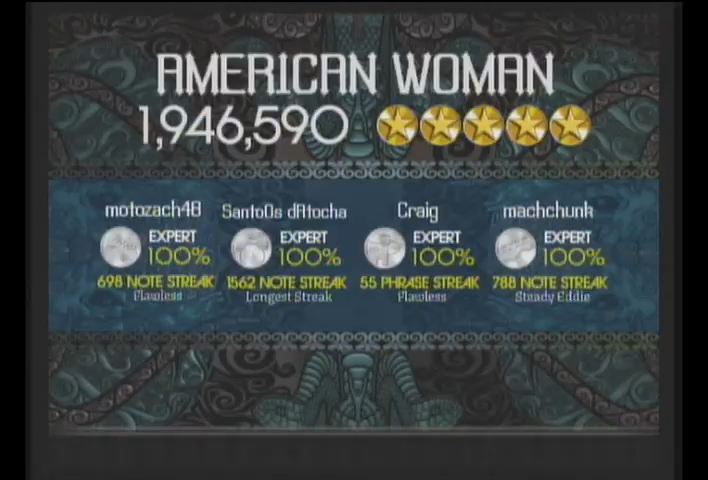 AMERICAN WOMAN
1,946,590
motozach48 SantoOs dAtocha Craig machchunk
EXPERT EXPERT EXPERT EXPERT
100% 100% 100% 100%
698 NOTE STREAK 1562 NOTE STREAK 55 PHRASE STREAK 788 NOTE STREAK
Flawless Longest Streak Flawless Steady Eddie